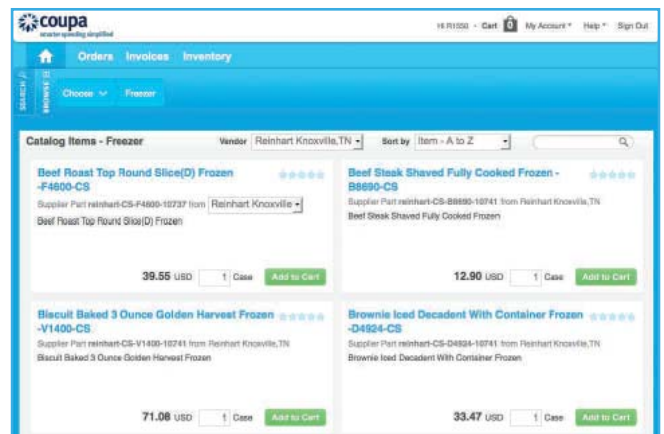 coupa
smarter spending simplified
Hi R1550 - Cart 0 My Account Help Sign Out
Orders Invoices Inventory
SEARCH
BROWSE
Choose Freezer
Catalog Items - Freezer Vendor Reinhart Knoxville,TN Sort by Item - A to Z
Beef Roast Top Round Slice(D) Frozen
-F4600-CS
Supplier Part reinhart-CS-F4600-10737 from Reinhart Knoxville
Beef Roast Top Round Slice(D) Frozen
39.55 USD 1 Case Add to Cart
Beef Steak Shaved Fully Cooked Frozen -
B8690-CS
Supplier Part reinhart-CS-B8690-10741 from Reinhart Knoxville,TN
Beef Steak Shaved Fully Cooked Frozen
12.90 USD 1 Case Add to Cart
Biscuit Baked 3 Ounce Golden Harvest Frozen
-V1400-CS
Supplier Part reinhart-CS-V1400-10741 from Reinhart Knoxville,TN
Biscuit Baked 3 Ounce Golden Harvest Frozen
71.08 USD 1 Case Add to Cart
Brownie Iced Decadent With Container Frozen
-D4924-CS
Supplier Part reinhart-CS-D4924-10741 from Reinhart Knoxville,TN
Brownie Iced Decadent With Container Frozen
33.47 USD 1 Case Add to Cart